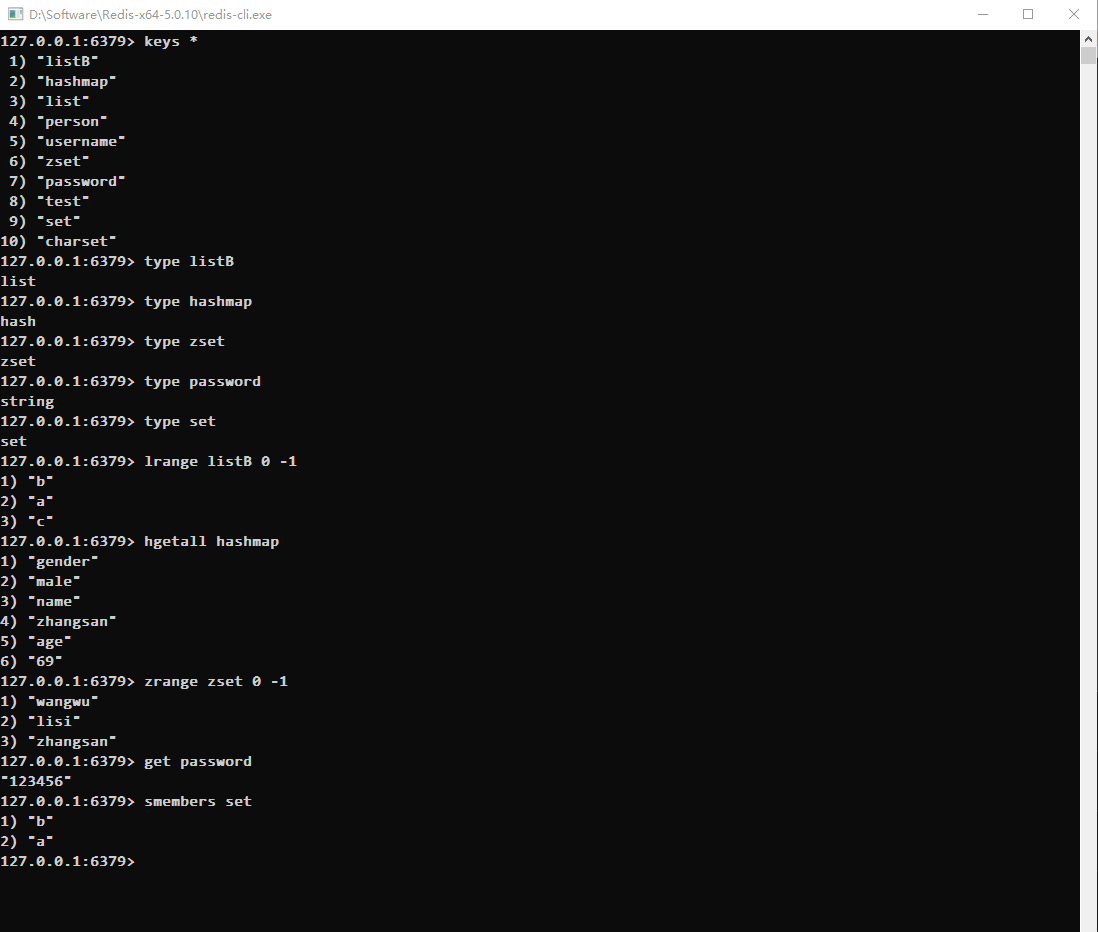 D:\Software\Redis-x64-5.0.10\redis-cli.exe
127.0.0.1:6379> keys *
 1) "listB"
 2) "hashmap"
 3) "list"
 4) "person"
 5) "username"
 6) "zset"
 7) "password"
 8) "test"
 9) "set"
10) "charset"
127.0.0.1:6379> type listB
list
127.0.0.1:6379> type hashmap
hash
127.0.0.1:6379> type zset
zset
127.0.0.1:6379> type password
string
127.0.0.1:6379> type set
set
127.0.0.1:6379> lrange listB 0 -1
1) "b"
2) "a"
3) "c"
127.0.0.1:6379> hgetall hashmap
1) "gender"
2) "male"
3) "name"
4) "zhangsan"
5) "age"
6) "69"
127.0.0.1:6379> zrange zset 0 -1
1) "wangwu"
2) "lisi"
3) "zhangsan"
127.0.0.1:6379> get password
"123456"
127.0.0.1:6379> smembers set
1) "b"
2) "a"
127.0.0.1:6379>